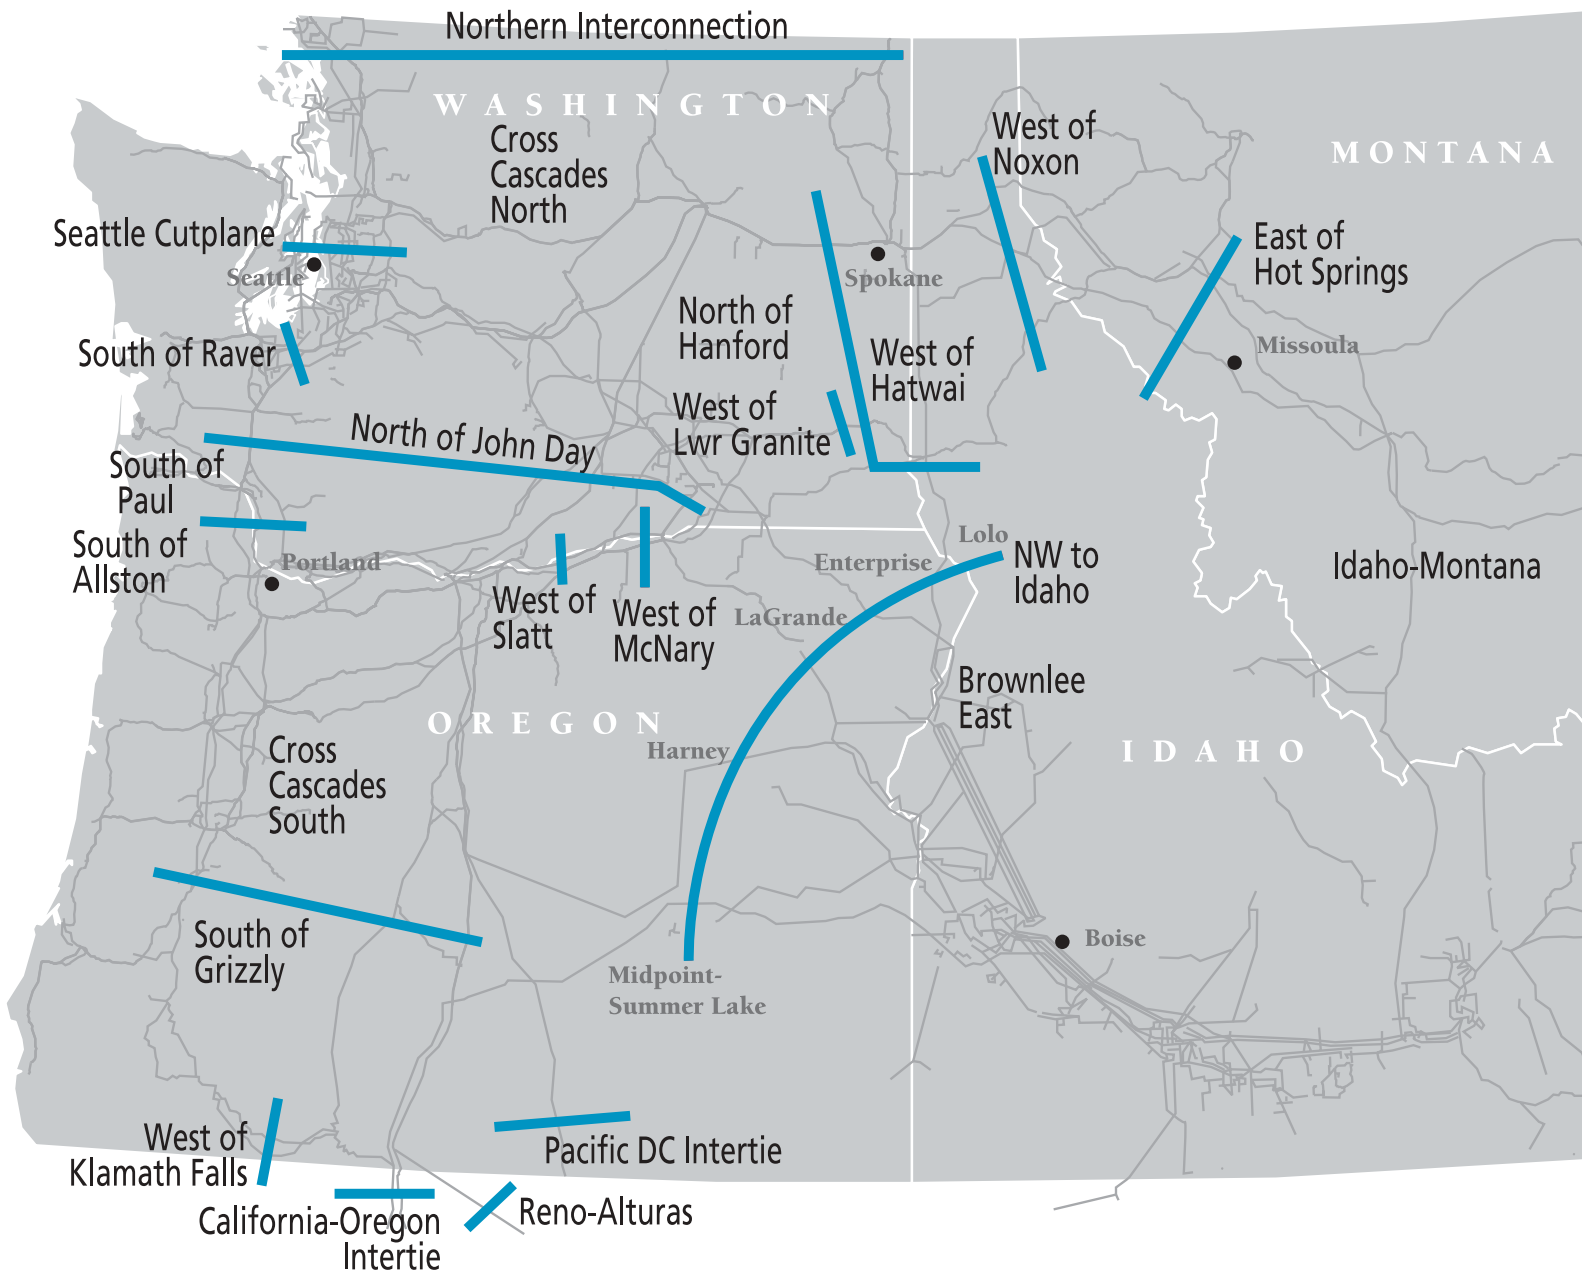 Northern Interconnection
WASHINGTON
Cross
Cascades
North
West of
Noxon
MONTANA
Seattle Cutplane
Seattle
Spokane
East of
Hot Springs
North of
Hanford
South of Raver
West of
Hatwai
Missoula
West of
Lwr Granite
North of John Day
South of
Paul
South of
Allston
Portland
Lolo
Enterprise
NW to
Idaho
Idaho-Montana
West of
Slatt
West of
McNary
LaGrande
Brownlee
East
OREGON
Harney
IDAHO
Cross
Cascades
South
South of
Grizzly
Boise
Midpoint-
Summer Lake
West of
Klamath Falls
Pacific DC Intertie
California-Oregon
Intertie
Reno-Alturas